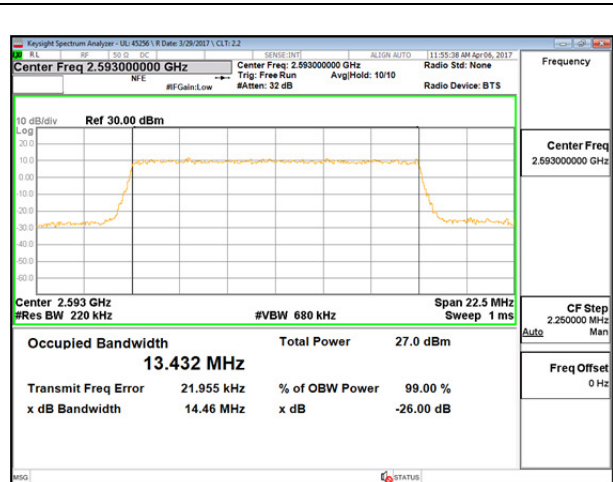 Keysight Spectrum Analyzer - UL: 45256 \ R Date: 3/29/2017 \ CLT: 2.2
RL RF 50 Ω DC SENSE:INT ALIGN AUTO 11:55:38 AM Apr 06, 2017
Center Freq 2.593000000 GHz Center Freq: 2.593000000 GHz Radio Std: None
NFE Trig: Free Run Avg|Hold: 10/10
#IFGain:Low #Atten: 32 dB Radio Device: BTS
Frequency
10 dB/div Ref 30.00 dBm
Log
20.0
10.0
0.00
-10.0
-20.0
-30.0
-40.0
-50.0
-60.0
Center 2.593 GHz Span 22.5 MHz
#Res BW 220 kHz #VBW 680 kHz Sweep 1 ms
Occupied Bandwidth Total Power 27.0 dBm
13.432 MHz
Transmit Freq Error 21.955 kHz % of OBW Power 99.00 %
x dB Bandwidth 14.46 MHz x dB -26.00 dB
Center Freq
2.593000000 GHz
CF Step
2.250000 MHz
Auto Man
Freq Offset
0 Hz
MSG STATUS